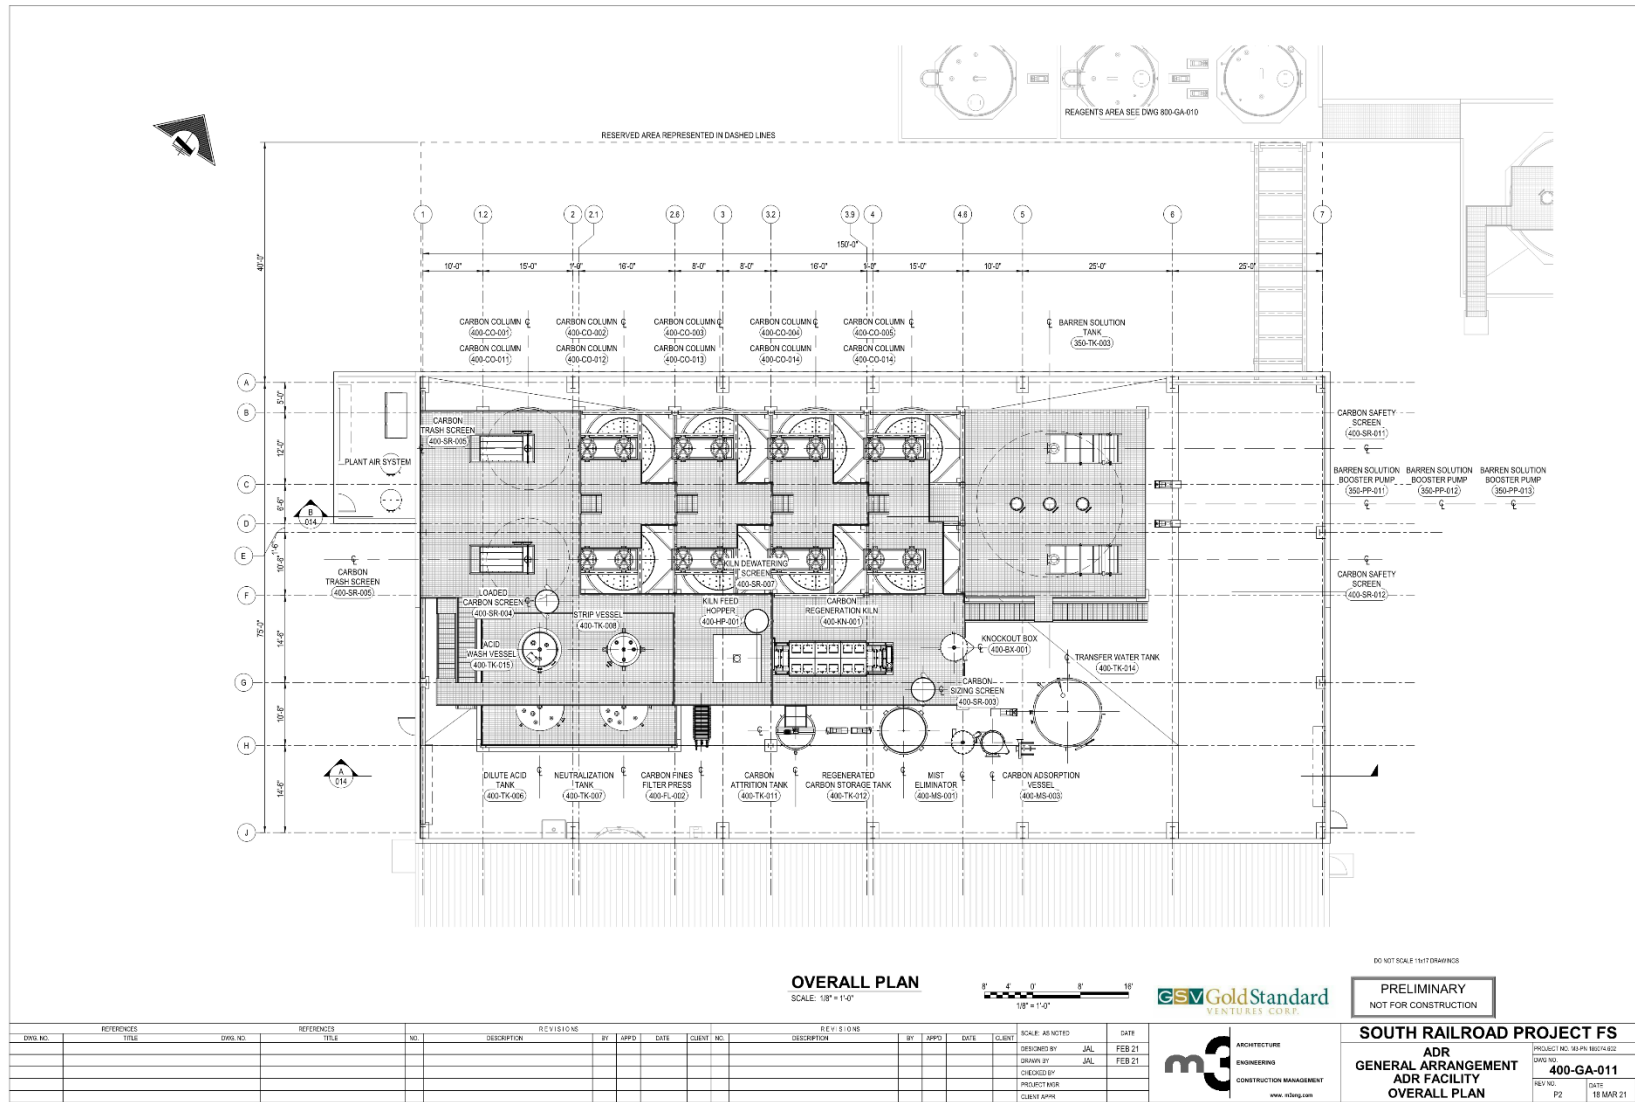 REAGENTS AREA SEE DWG 800-GA-010
RESERVED AREA REPRESENTED IN DASHED LINES
1
1.2
2
2.1
2.6
3
3.2
3.9
4
4.6
5
6
7
150'-0"
40'-0"
10'-0"
15'-0"
1'-0"
16'-0"
8'-0"
8'-0"
16'-0"
1'-0"
15'-0"
10'-0"
25'-0"
25'-0"
CARBON COLUMN
400-CO-001
CARBON COLUMN
400-CO-002
CARBON COLUMN
400-CO-003
CARBON COLUMN
400-CO-004
CARBON COLUMN
400-CO-005
BARREN SOLUTION
TANK
350-TK-003
CARBON COLUMN
400-CO-011
CARBON COLUMN
400-CO-012
CARBON COLUMN
400-CO-013
CARBON COLUMN
400-CO-014
CARBON COLUMN
400-CO-014
A
B
C
D
E
F
G
H
J
5'-0"
12'-0"
6'-6"
1'-6"
10'-6"
75'-0"
14'-6"
10'-6"
14'-6"
CARBON
TRASH SCREEN
400-SR-005
PLANT AIR SYSTEM
B
014
CARBON SAFETY
SCREEN
400-SR-011
BARREN SOLUTION
BOOSTER PUMP
350-PP-011
BARREN SOLUTION
BOOSTER PUMP
350-PP-012
BARREN SOLUTION
BOOSTER PUMP
350-PP-013
CARBON
TRASH SCREEN
400-SR-005
KILN DEWATERING
SCREEN
400-SR-007
CARBON SAFETY
SCREEN
400-SR-012
LOADED
CARBON SCREEN
400-SR-004
STRIP VESSEL
400-TK-008
KILN FEED
HOPPER
400-HP-001
CARBON
REGENERATION KILN
400-KN-001
ACID
WASH VESSEL
400-TK-015
KNOCKOUT BOX
400-BX-001
TRANSFER WATER TANK
400-TK-014
CARBON
SIZING SCREEN
400-SR-003
A
014
DILUTE ACID
TANK
400-TK-006
NEUTRALIZATION
TANK
400-TK-007
CARBON FINES
FILTER PRESS
400-FL-002
CARBON
ATTRITION TANK
400-TK-011
REGENERATED
CARBON STORAGE TANK
400-TK-012
MIST
ELIMINATOR
400-MS-001
CARBON ADSORPTION
VESSEL
400-MS-003
DO NOT SCALE 11x17 DRAWINGS
OVERALL PLAN
SCALE: 1/8" = 1'-0"
8' 4' 0' 8' 16'
1/8" = 1'-0"
GSV Gold Standard
VENTURES CORP.
PRELIMINARY
NOT FOR CONSTRUCTION
REFERENCES
REFERENCES
REVISIONS
REVISIONS
DWG. NO. TITLE DWG. NO. TITLE NO. DESCRIPTION BY APP'D DATE CLIENT NO. DESCRIPTION BY APP'D DATE CLIENT
SCALE: AS NOTED DATE
DESIGNED BY JAL FEB 21
DRAWN BY JAL FEB 21
CHECKED BY
PROJECT MGR
CLIENT APPR
m3
ARCHITECTURE
ENGINEERING
CONSTRUCTION MANAGEMENT
www. m3eng.com
SOUTH RAILROAD PROJECT FS
ADR
GENERAL ARRANGEMENT
ADR FACILITY
OVERALL PLAN
DWG NO.
400-GA-011
REV NO. DATE
P2 18 MAR 21